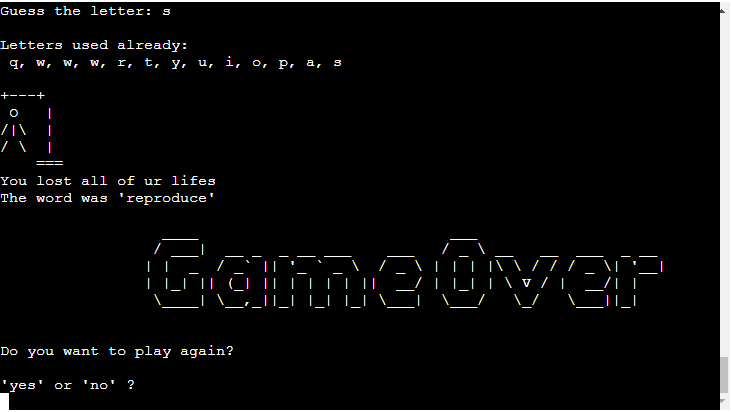 Guess the letter: s
Letters used already:
q, w, w, w, r, t, y, u, i, o, p, a, s
You lost all of ur lifes
The word was 'reproduce'
Game Over
Do you want to play again?
'yes' or 'no' ?